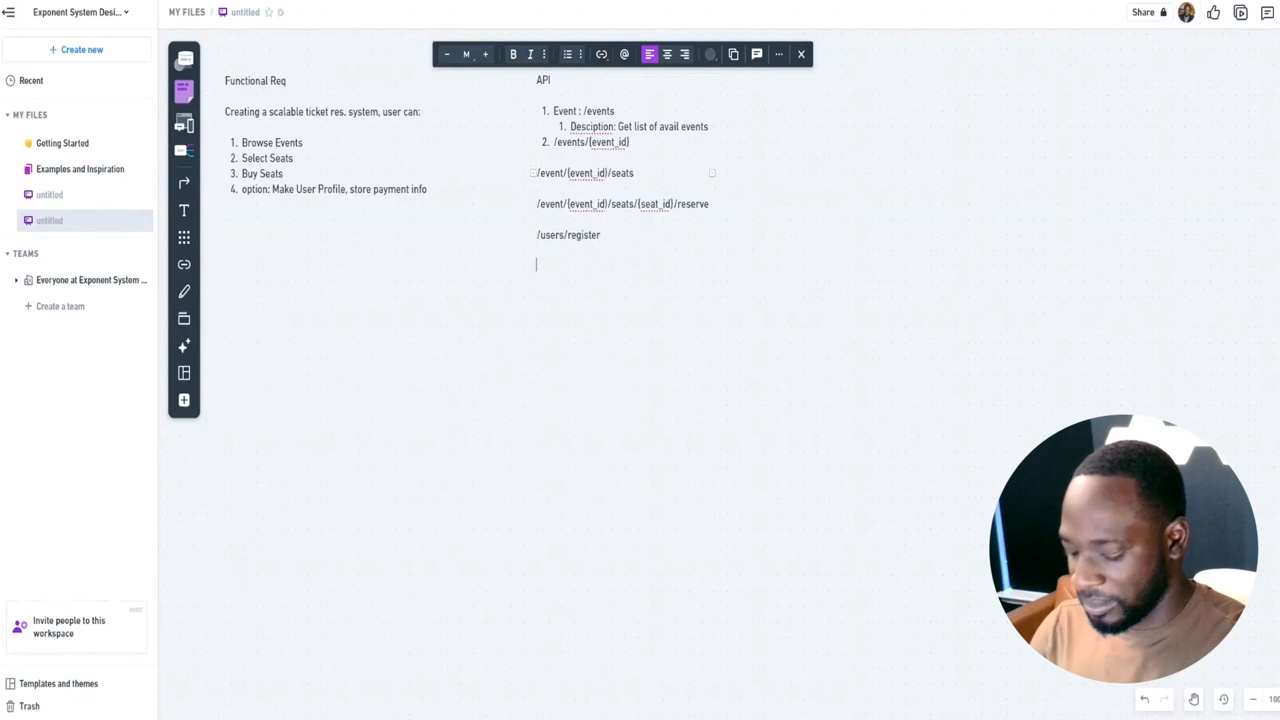 Exponent System Desi...
MY FILES / untitled
Share
Create new
Recent
MY FILES
Getting Started
Examples and Inspiration
untitled
untitled
TEAMS
Everyone at Exponent System ...
Create a team
HIDE
Invite people to this
workspace
Templates and themes
Trash
M
B I
@
Functional Req
Creating a scalable ticket res. system, user can:
1. Browse Events
2. Select Seats
3. Buy Seats
4. option: Make User Profile, store payment info
API
1. Event : /events
1. Desciption: Get list of avail events
2. /events/{event_id}
/event/{event_id}/seats
/event/{event_id}/seats/{seat_id}/reserve
/users/register
T
100